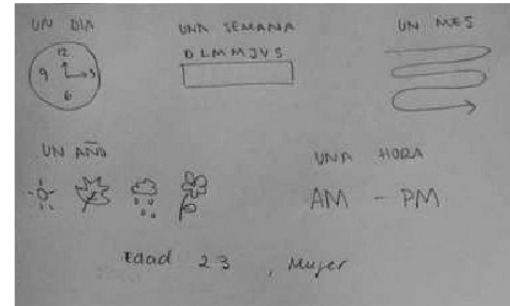 UN DIA
12
9 3
6
UNA SEMANA
D L M M J V S
UN MES
UN AÑO
UNA HORA
AM - PM
Edad 23, Mujer